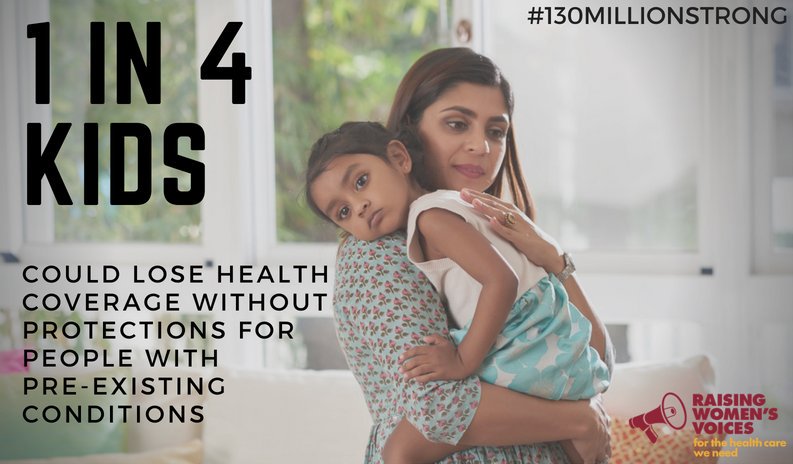 #130MILLIONSTRONG
1 IN 4
KIDS
COULD LOSE HEALTH
COVERAGE WITHOUT
PROTECTIONS FOR
PEOPLE WITH
PRE-EXISTING
CONDITIONS
RAISING
WOMEN'S
VOICES
for the health care
we need